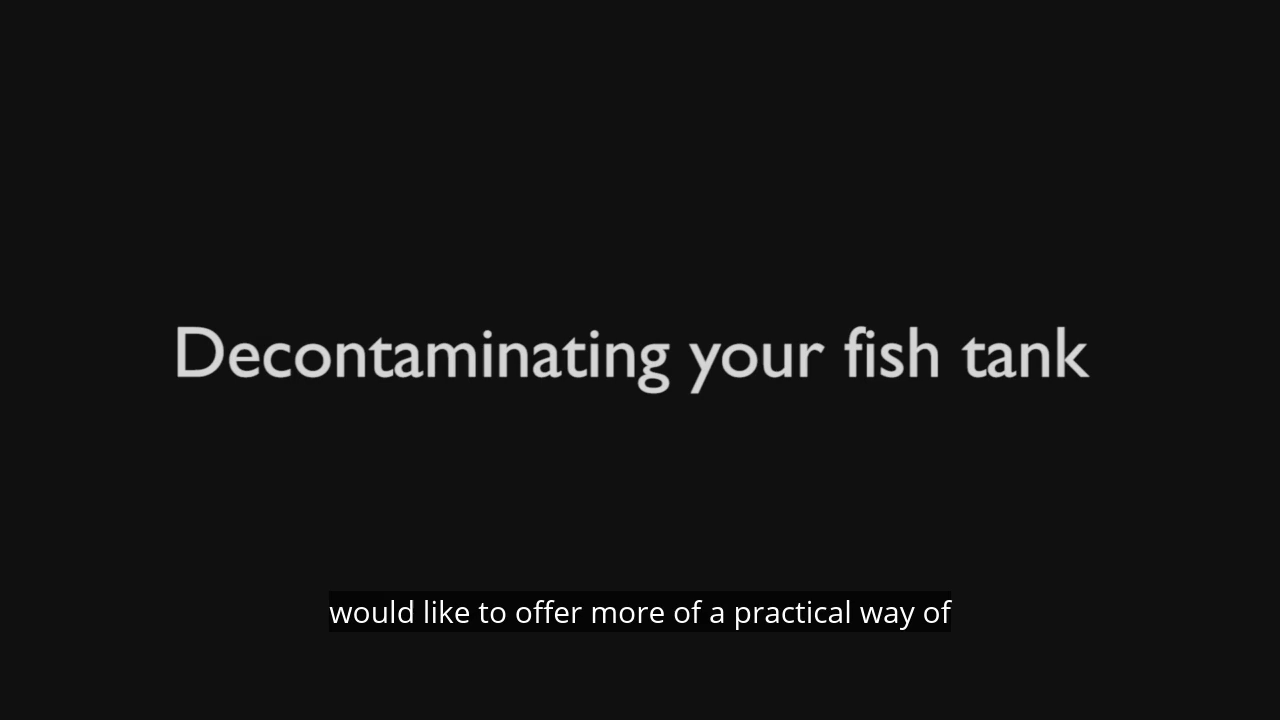 Decontaminating your fish tank
would like to offer more of a practical way of